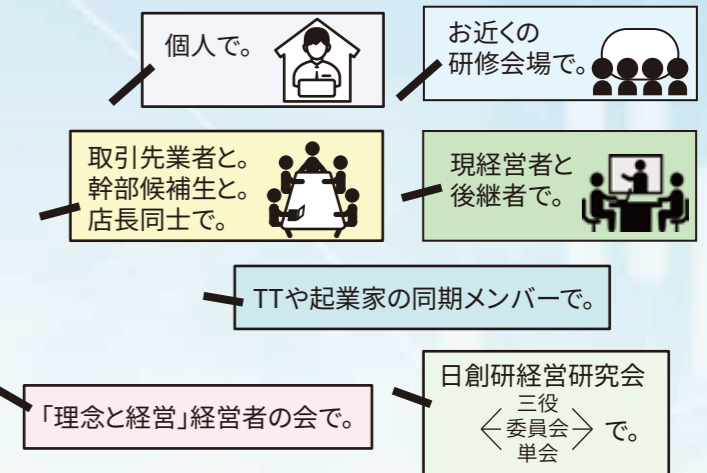 個人で。
お近くの
研修会場で。
取引先業者と。
幹部候補生と。
店長同士で。
現経営者と
後継者で。
TTや起業家の同期メンバーで。
「理念と経営」経営者の会で。
日創研経営研究会
三役
委員会 で。
単会